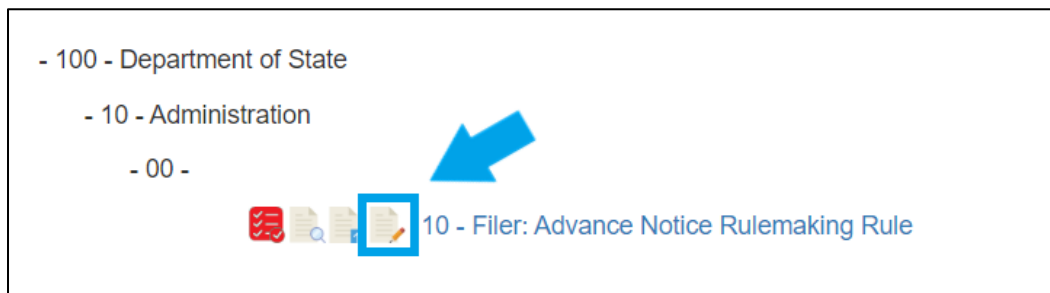 - 100 - Department of State
- 10 - Administration
- 00 -
10 - Filer: Advance Notice Rulemaking Rule